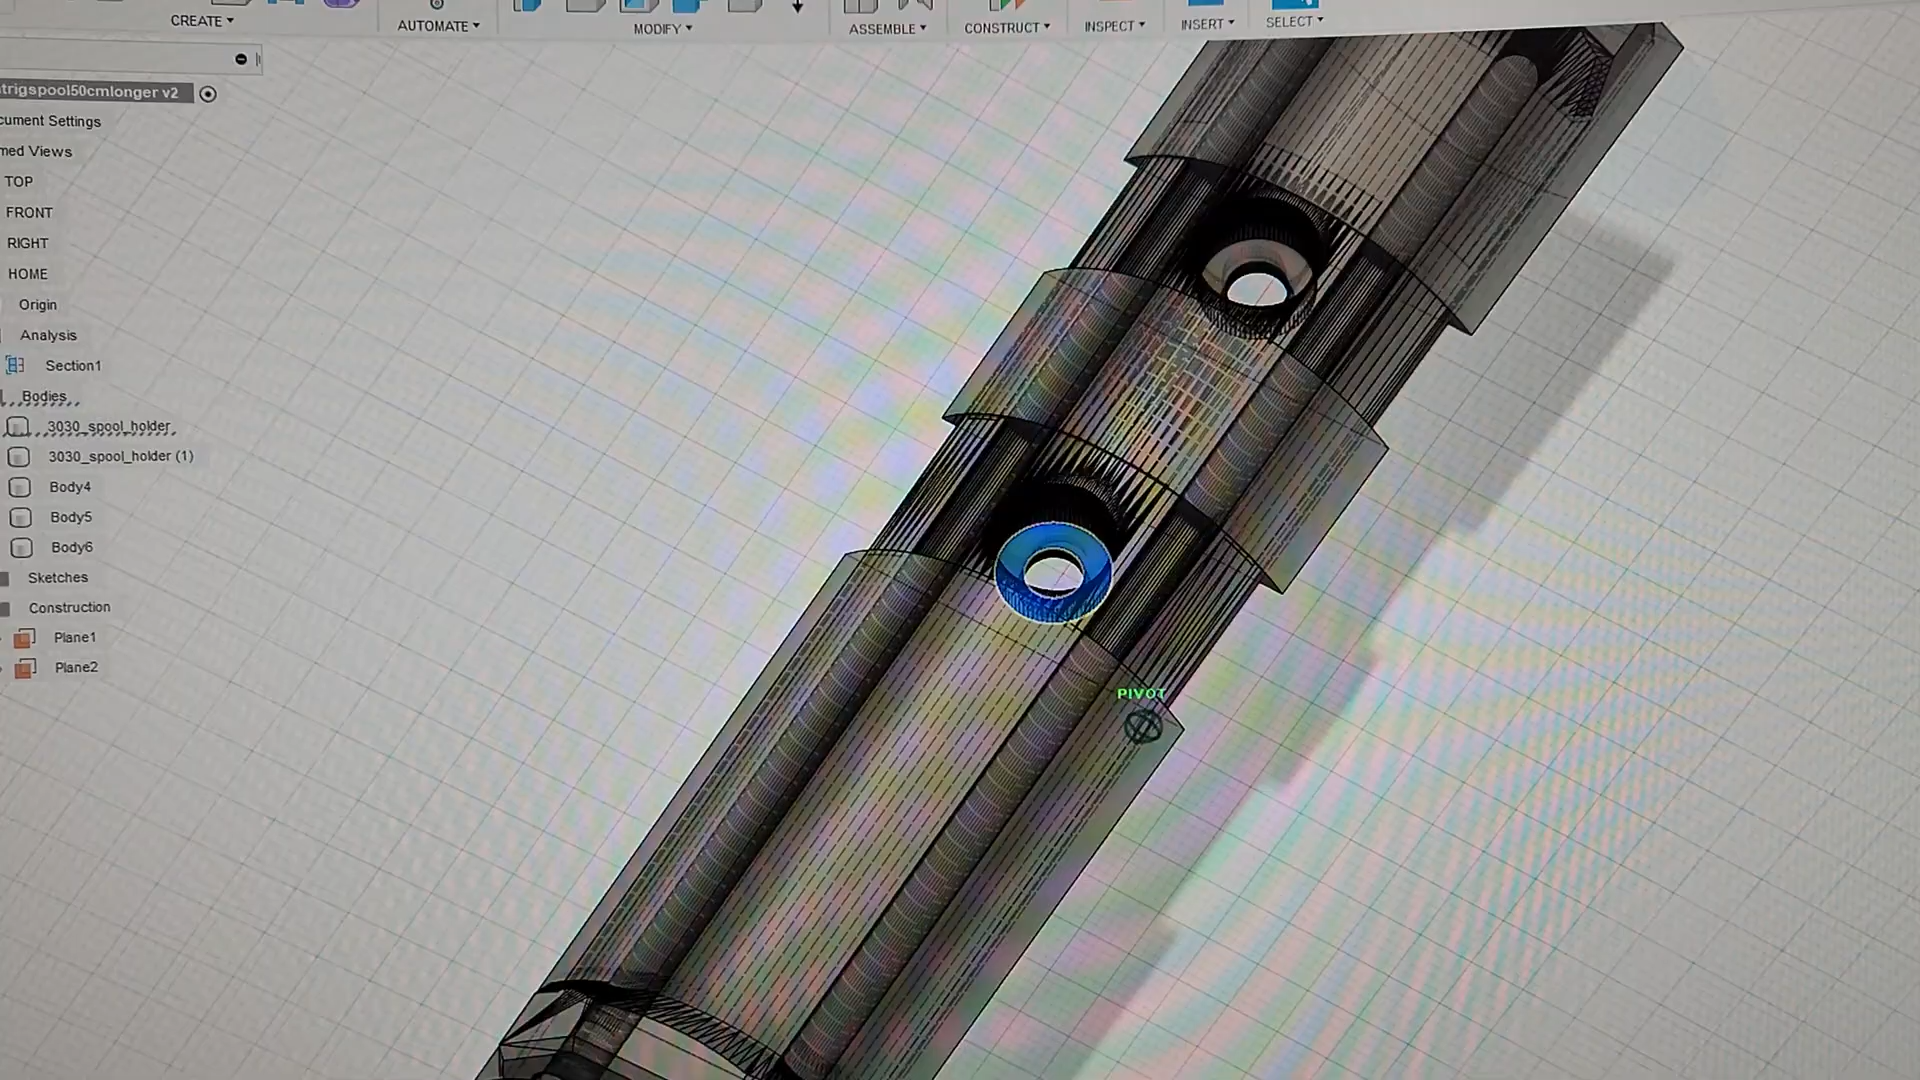 CREATE
AUTOMATE
MODIFY
ASSEMBLE
CONSTRUCT
INSPECT
INSERT
SELECT
trigspool50cmlonger v2
cument Settings
med Views
TOP
FRONT
RIGHT
HOME
Origin
Analysis
Section1
Bodies
3030_spool_holder
3030_spool_holder (1)
Body4
Body5
Body6
Sketches
Construction
Plane1
Plane2
PIVOT